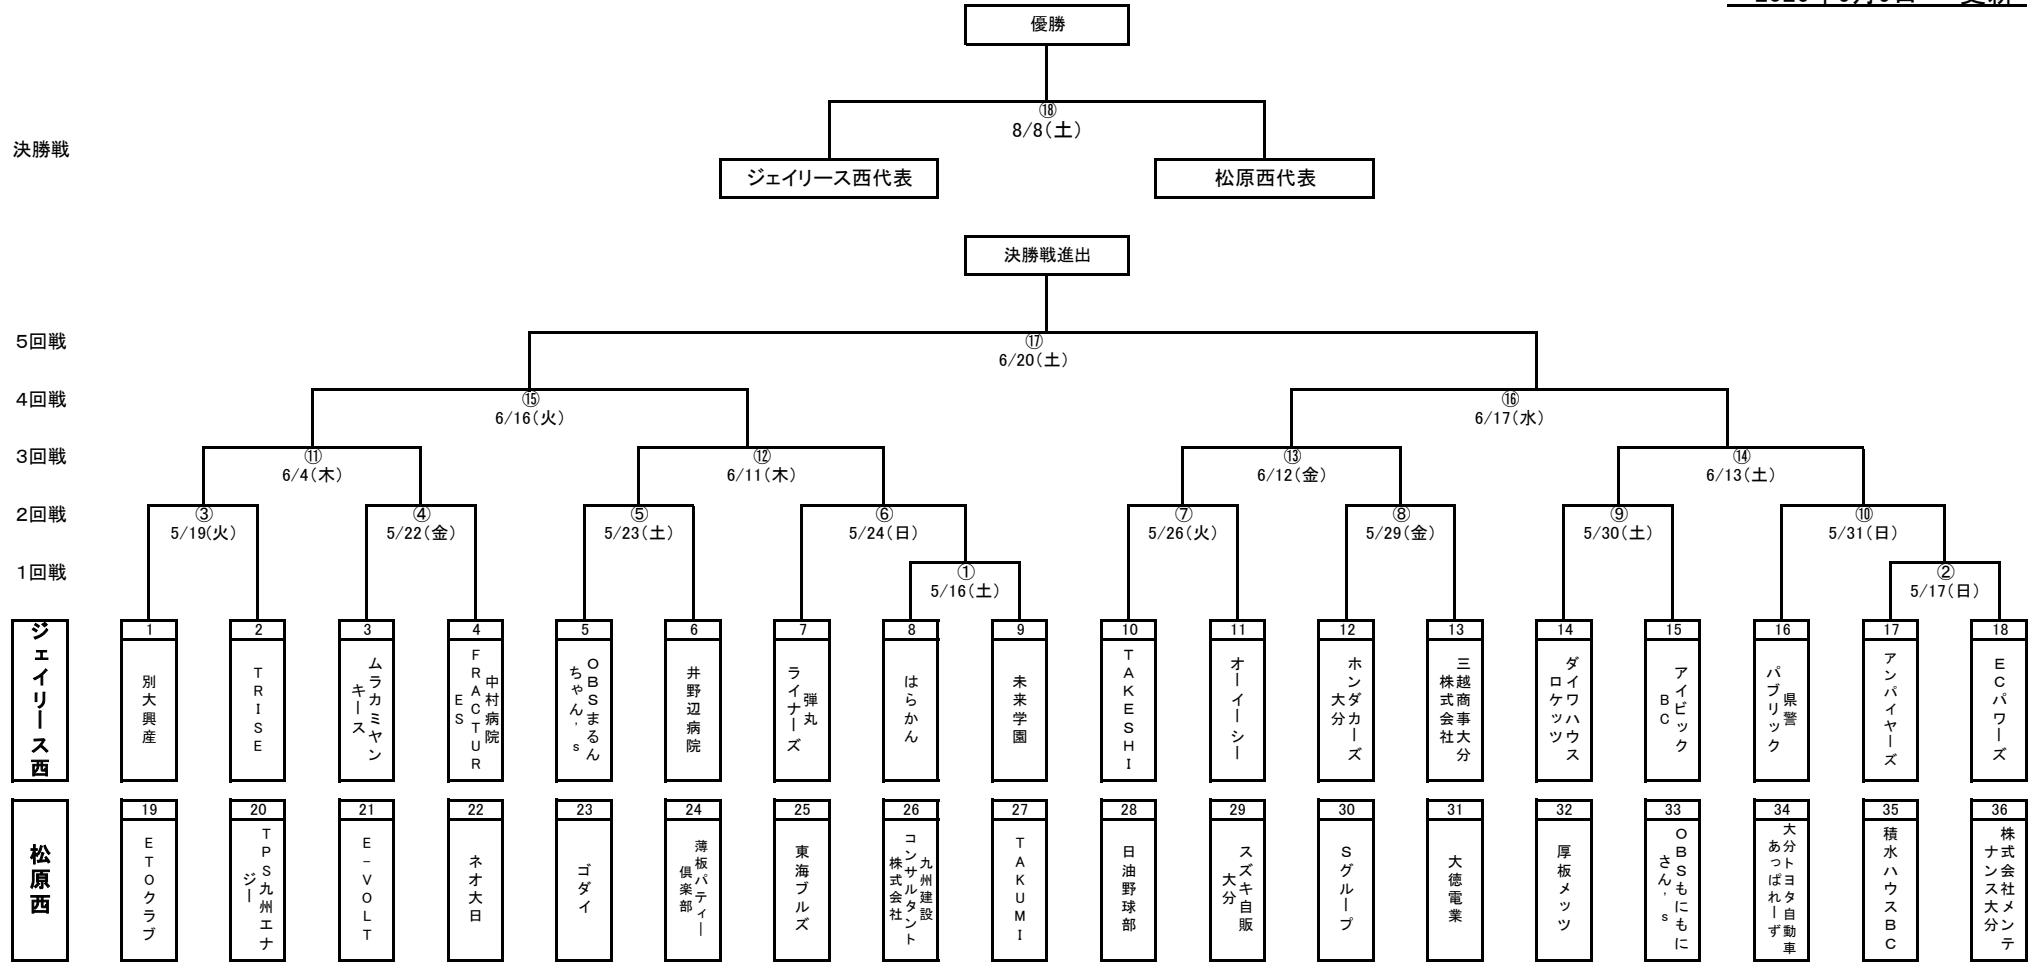 優勝
⑱
8/8(土)
決勝戦
ジェイリース西代表
松原西代表
決勝戦進出
5回戦
⑰
6/20(土)
4回戦
⑮
6/16(火)
⑯
6/17(水)
3回戦
⑪
6/4(木)
⑫
6/11(木)
⑬
6/12(金)
⑭
6/13(土)
2回戦
③
5/19(火)
④
5/22(金)
⑤
5/23(土)
⑥
5/24(日)
⑦
5/26(火)
⑧
5/29(金)
⑨
5/30(土)
⑩
5/31(日)
1回戦
①
5/16(土)
②
5/17(日)
ジェイリース西
1
別大興産
2
TRISE
3
ムラカミヤン
キース
4
中村病院
FRACTUR
ES
5
OBSまるん
ちゃん's
6
井野辺病院
7
弾丸
ライナーズ
8
はらかん
9
未来学園
10
TAKESHI
11
オーイーシー
12
ホンダカーズ
大分
13
三越商事大分
株式会社
14
ダイワハウス
ロケッツ
15
アイビック
BC
16
県警
パブリック
17
アンパイヤーズ
18
ECパワーズ
松原西
19
ETOクラブ
20
TPS九州エナ
ジー
21
E-VOLT
22
ネオ大日
23
ゴダイ
24
薄板パティー
倶楽部
25
東海ブルズ
26
九州建設
コンサルタント
株式会社
27
TAKUMI
28
日油野球部
29
スズキ自販
大分
30
Sグループ
31
大徳電業
32
厚板メッツ
33
OBSもにもに
さん's
34
大分トヨタ自動車
あっぱれーず
35
積水ハウスBC
36
株式会社メンテ
ナンス大分